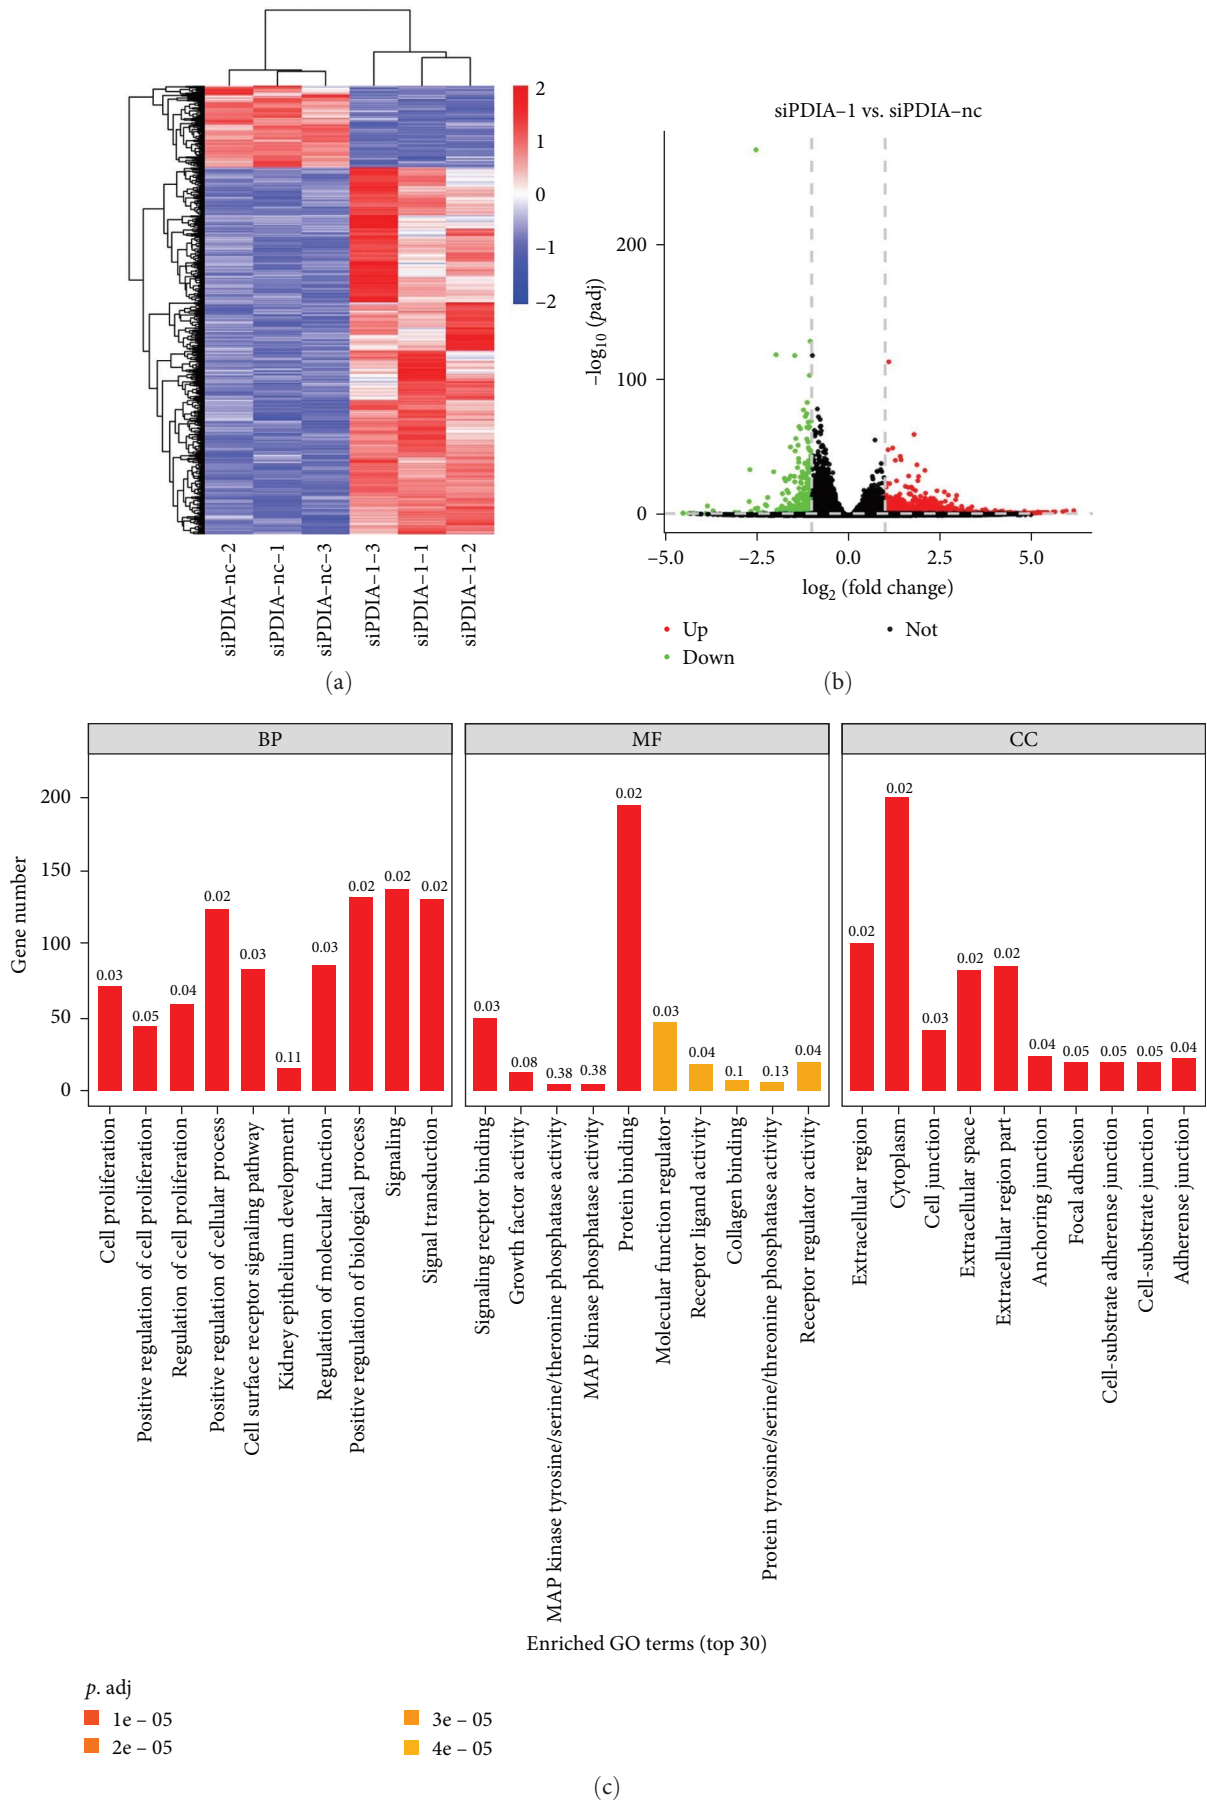 2
1
0
–1
–2
siPDIA–nc–2
siPDIA–nc–1
siPDIA–nc–3
siPDIA–1–3
siPDIA–1–1
siPDIA–1–2
(a)
siPDIA–1 vs. siPDIA–nc
–log10 (padj)
200
100
0
–5.0
–2.5
0.0
2.5
5.0
log2 (fold change)
Up
Down
Not
(b)
BP
MF
CC
Gene number
200
150
100
50
0
0.03
0.05
0.04
0.02
0.03
0.11
0.03
0.02
0.02
0.02
0.03
0.08
0.38
0.38
0.02
0.03
0.04
0.1
0.13
0.04
0.02
0.02
0.03
0.02
0.02
0.04
0.05
0.05
0.05
0.04
Cell proliferation
Positive regulation of cell proliferation
Regulation of cell proliferation
Positive regulation of cellular process
Cell surface receptor signaling pathway
Kidney epithelium development
Regulation of molecular function
Positive regulation of biological process
Signaling
Signal transduction
Signaling recptor binding
Growth factor activity
MAP kinase tyrosine/serine/theronine phosphatase activity
MAP kinase phosphatase activity
Protein binding
Molecular function regulator
Receptor ligand activity
Collagen binding
Protein tyrosine/serine/threonine phosphatase activity
Receptor regulator activity
Extracellular region
Cytoplasm
Cell junction
Extracellular space
Extracellular region part
Anchoring junction
Focal adhesion
Cell-substrate adherense junction
Cell-substrate junction
Adherense junction
Enriched GO terms (top 30)
p. adj
1e – 05
2e – 05
3e – 05
4e – 05
(c)